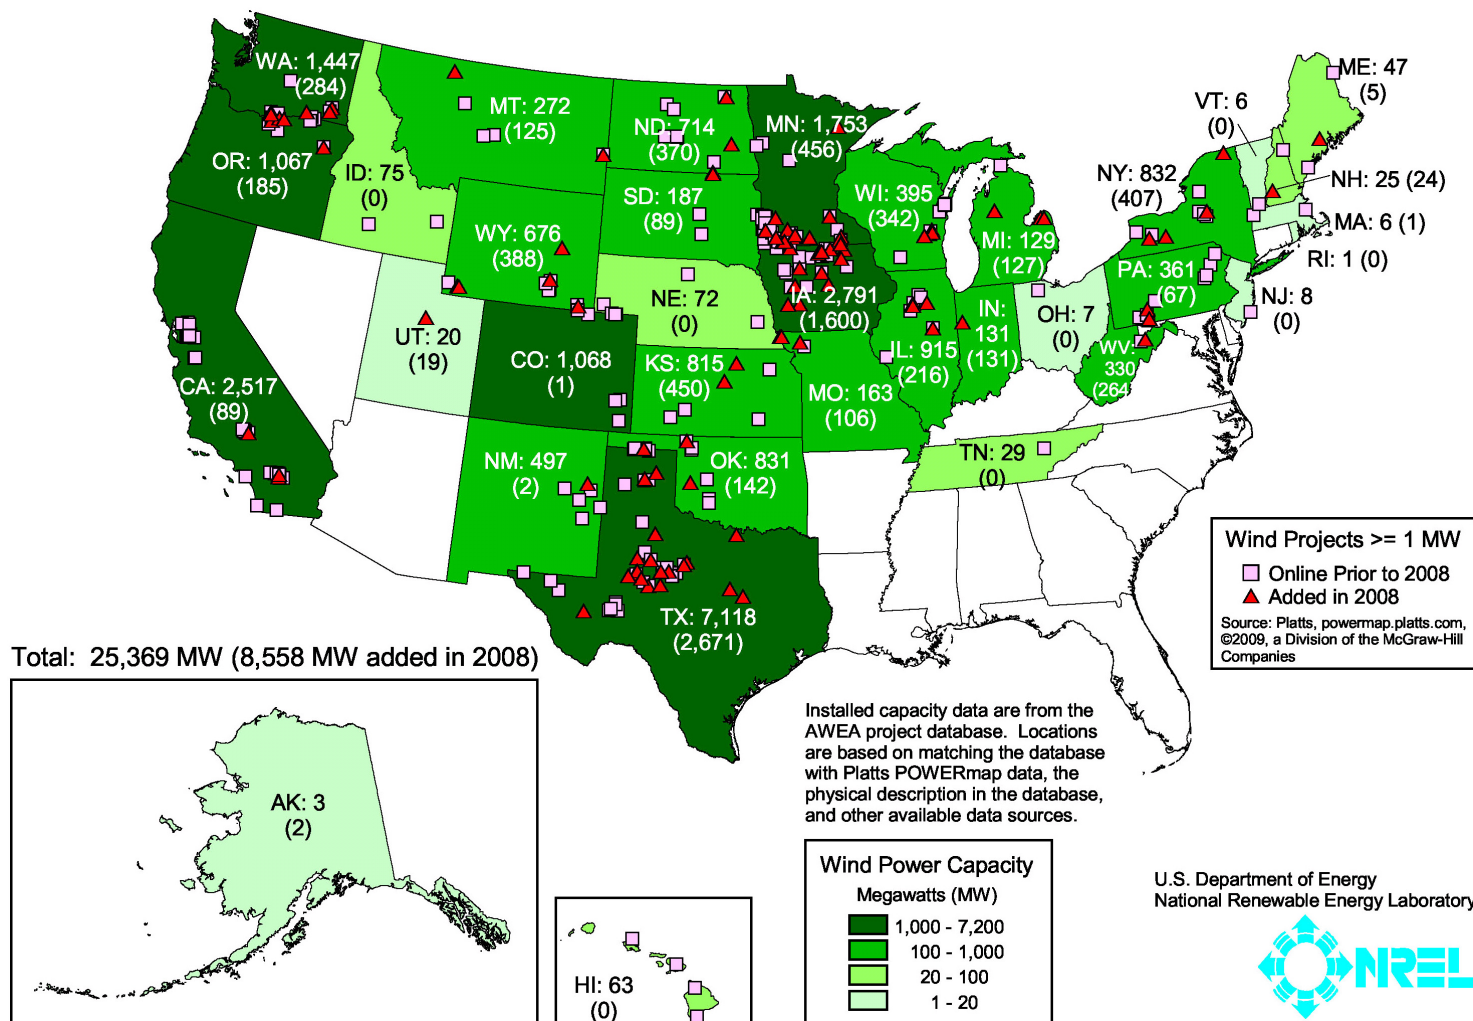 WA: 1,447
(284)
MT: 272
(125)
ND: 714
(370)
MN: 1,753
(456)
OR: 1,067
(185)
ID: 75
(0)
SD: 187
(89)
WI: 395
(342)
WY: 676
(388)
MI: 129
(127)
NY: 832
(407)
VT: 6
(0)
ME: 47
(5)
NH: 25 (24)
MA: 6 (1)
RI: 1 (0)
PA: 361
(67)
NJ: 8
(0)
NE: 72
(0)
IA: 2,791
(1,600)
IN:
131
(131)
OH: 7
(0)
IL: 915
(216)
WV:
330
(264)
UT: 20
(19)
CO: 1,068
(1)
KS: 815
(450)
MO: 163
(106)
CA: 2,517
(89)
NM: 497
(2)
OK: 831
(142)
TN: 29
(0)
TX: 7,118
(2,671)
Wind Projects >= 1 MW
Online Prior to 2008
Added in 2008
Source: Platts, powermap.platts.com,
©2009, a Division of the McGraw-Hill
Companies
Total: 25,369 MW (8,558 MW added in 2008)
AK: 3
(2)
HI: 63
(0)
Installed capacity data are from the
AWEA project database. Locations
are based on matching the database
with Platts POWERmap data, the
physical description in the database,
and other available data sources.
Wind Power Capacity
Megawatts (MW)
1,000 - 7,200
100 - 1,000
20 - 100
1 - 20
U.S. Department of Energy
National Renewable Energy Laboratory
NREL